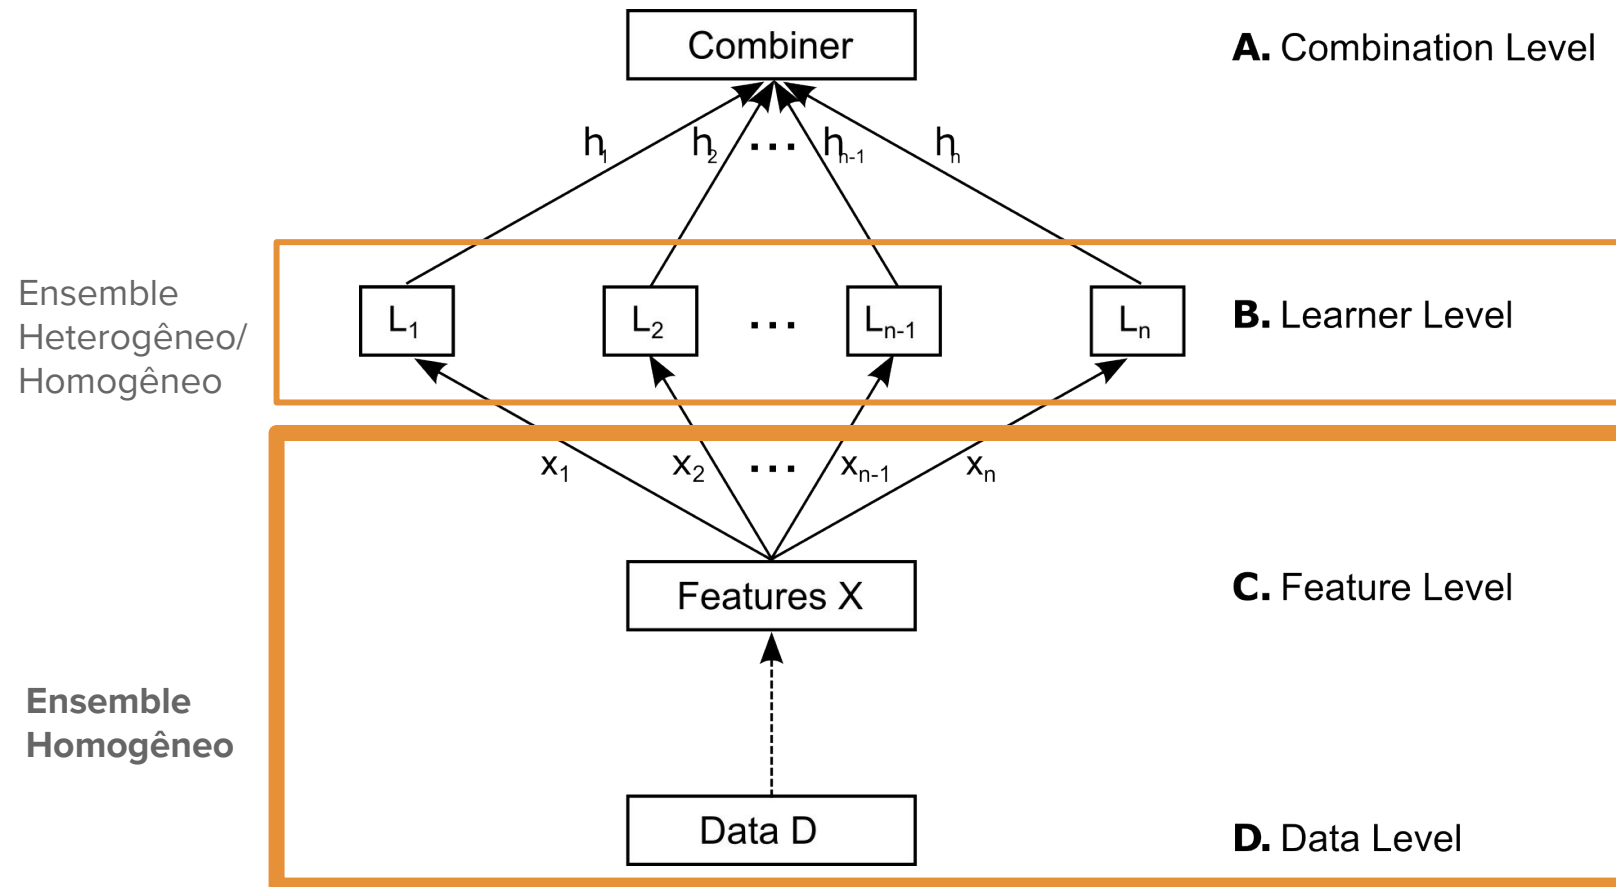 Combiner
A. Combination Level
h1 h2 ... hn-1 hn
Ensemble
Heterogêneo/
Homogêneo
L1 L2 ... Ln-1 Ln
B. Learner Level
x1 x2 ... xn-1 xn
Features X
C. Feature Level
Ensemble
Homogêneo
Data D
D. Data Level